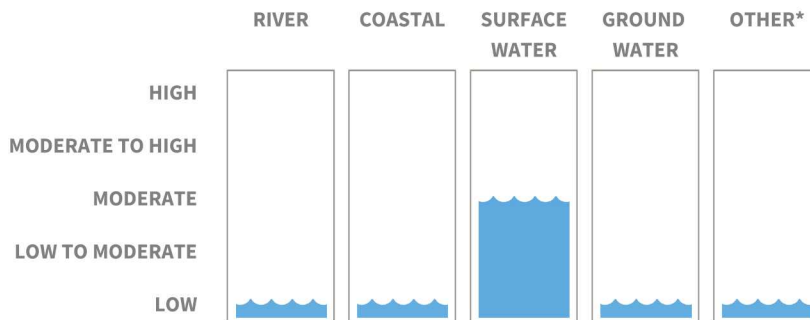 RIVER
COASTAL
SURFACE
WATER
GROUND
WATER
OTHER*
HIGH
MODERATE TO HIGH
MODERATE
LOW TO MODERATE
LOW